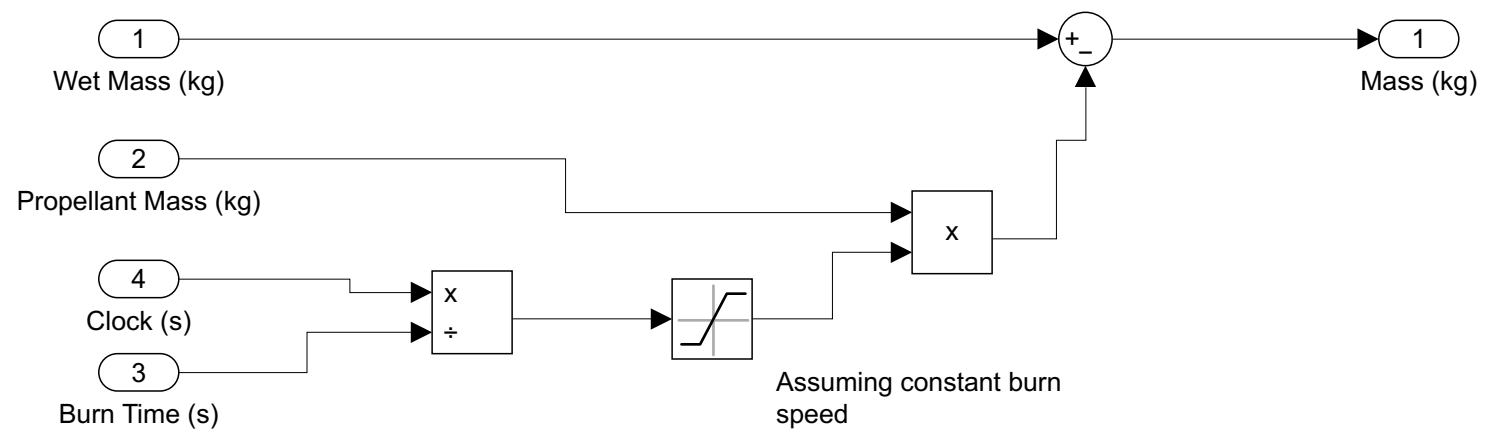 1
Wet Mass (kg)
+
−
1
Mass (kg)
2
Propellant Mass (kg)
x
4
Clock (s)
x
÷
3
Burn Time (s)
Assuming constant burn
speed